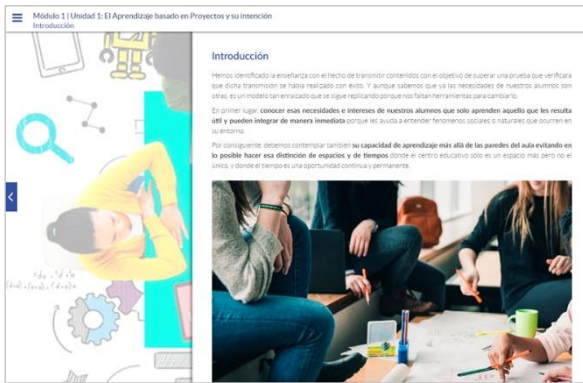 Módulo 1 | Unidad 1: El Aprendizaje basado en Proyectos y su intención
Introducción
Introducción
Hemos identificado la enseñanza con el hecho de transmitir contenidos con el objetivo de superar una prueba que verificara
que dicha transmisión se había realizado con éxito. Y aunque sabemos que ya las necesidades de nuestros alumnos son
otras, es un modelo tan enraizado que se sigue replicando porque nos faltan herramientas para cambiarlo.
En primer lugar, conocer esas necesidades e intereses de nuestros alumnos que solo aprenden aquello que les resulta
útil y pueden integrar de manera inmediata porque les ayuda a entender fenómenos sociales o naturales que ocurren en
su entorno.
Por consiguiente, debemos contemplar también su capacidad de aprendizaje más allá de las paredes del aula evitando en
lo posible hacer esa distinción de espacios y de tiempos donde el centro educativo sólo es un espacio más pero no el
único, y donde el tiempo es una oportunidad continua y permanente.